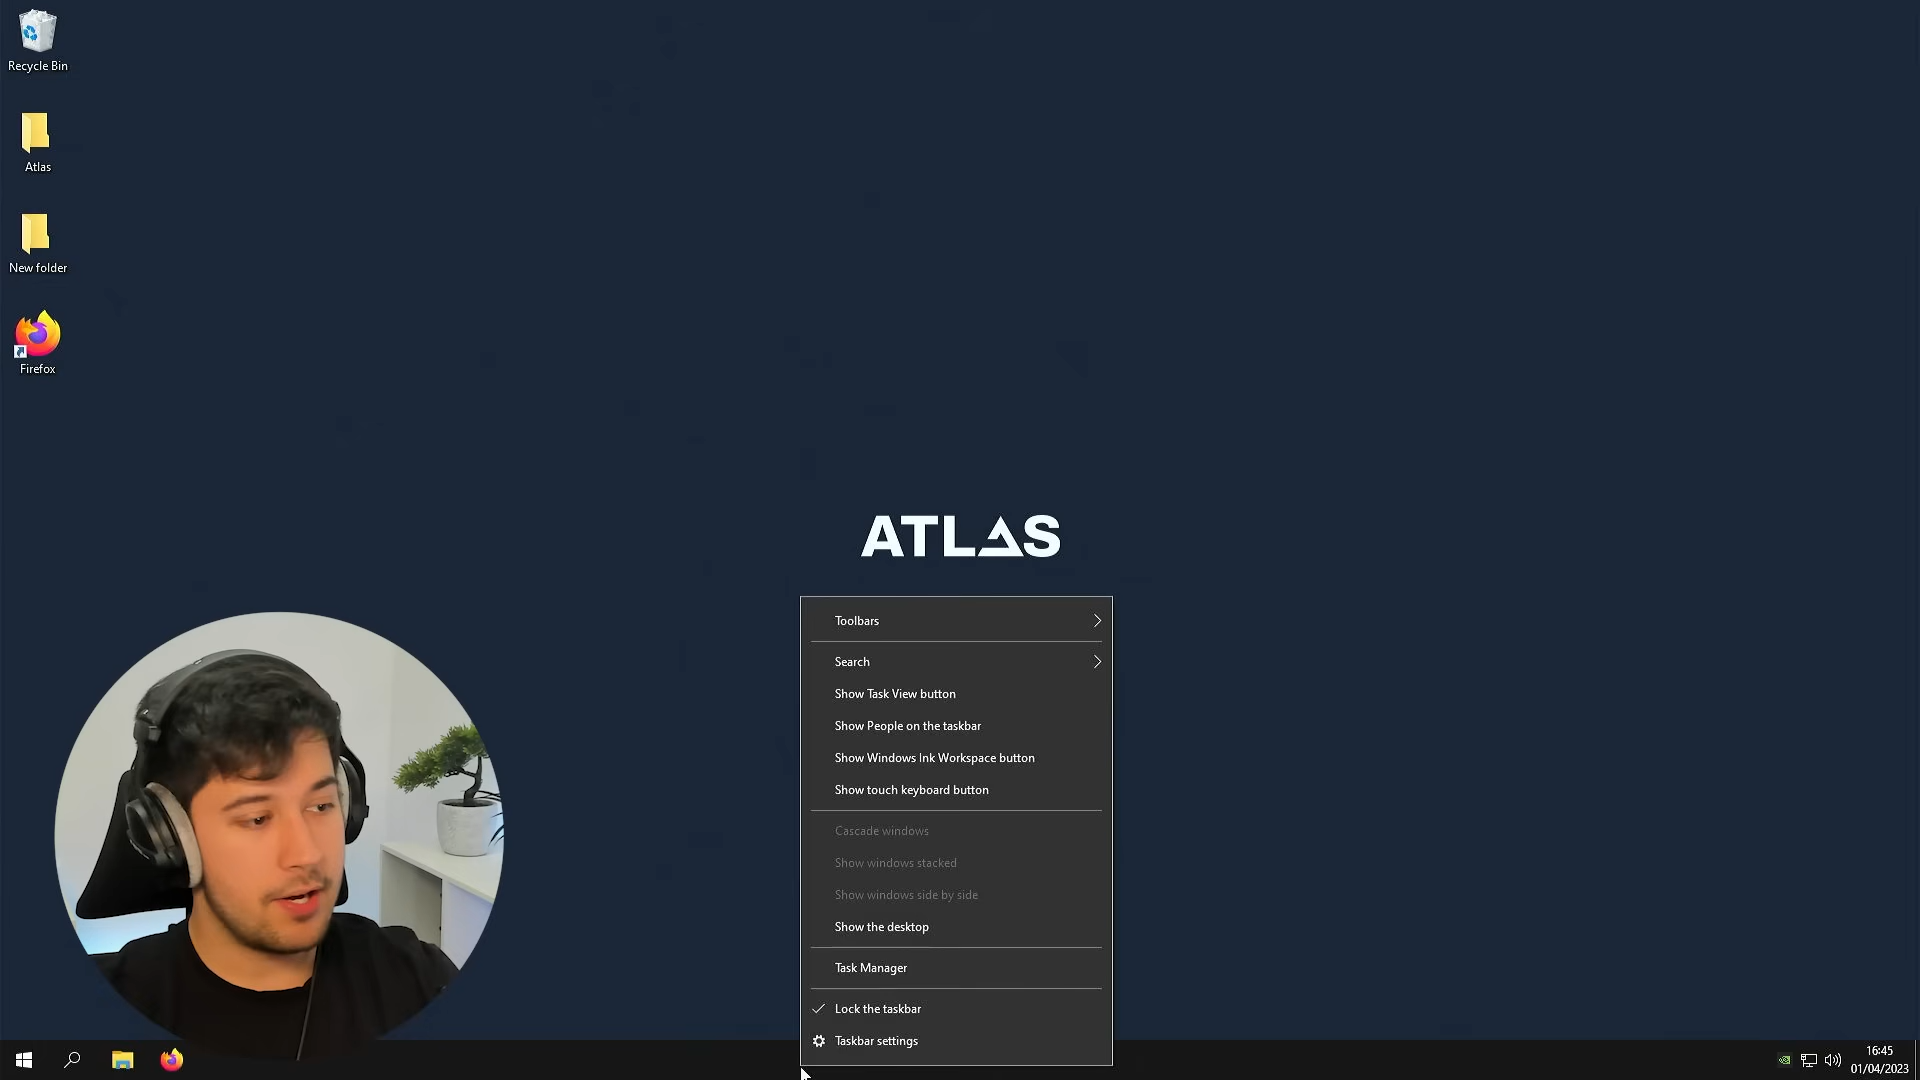 Recycle Bin
Atlas
New folder
Firefox
ATLAS
Toolbars
Search
Show Task View button
Show People on the taskbar
Show Windows Ink Workspace button
Show touch keyboard button
Cascade windows
Show windows stacked
Show windows side by side
Show the desktop
Task Manager
Lock the taskbar
Taskbar settings
16:45
01/04/2023